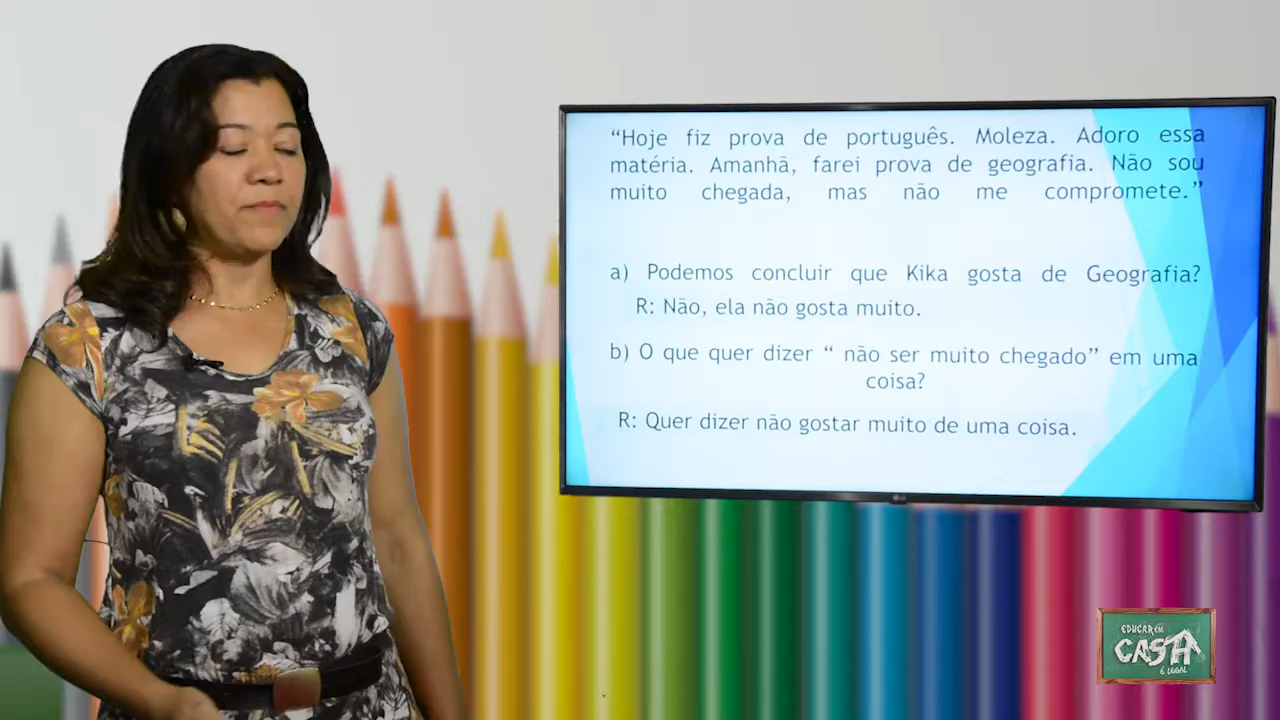 “Hoje fiz prova de português. Moleza. Adoro essa
matéria. Amanhã, farei prova de geografia. Não sou
muito chegada, mas não me compromete.”
a) Podemos concluir que Kika gosta de Geografia?
R: Não, ela não gosta muito.
b) O que quer dizer “ não ser muito chegado” em uma
coisa?
R: Quer dizer não gostar muito de uma coisa.
EDUCAR EM
CASA
É LEGAL